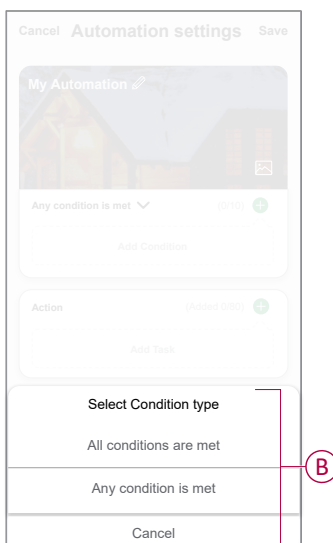 Cancel Automation settings Save
My Automation
Any condition is met (0/10)
Add Condition
Action (Added 0/80)
Add Task
Select Condition type
All conditions are met
Any condition is met
B
Cancel